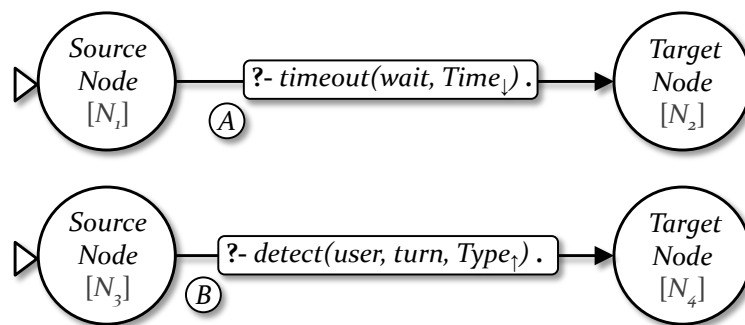 Source
Node
[N₁]
?- timeout(wait, Time↓) .
A
Target
Node
[N₂]
Source
Node
[N₃]
?- detect(user, turn, Type↑) .
B
Target
Node
[N₄]